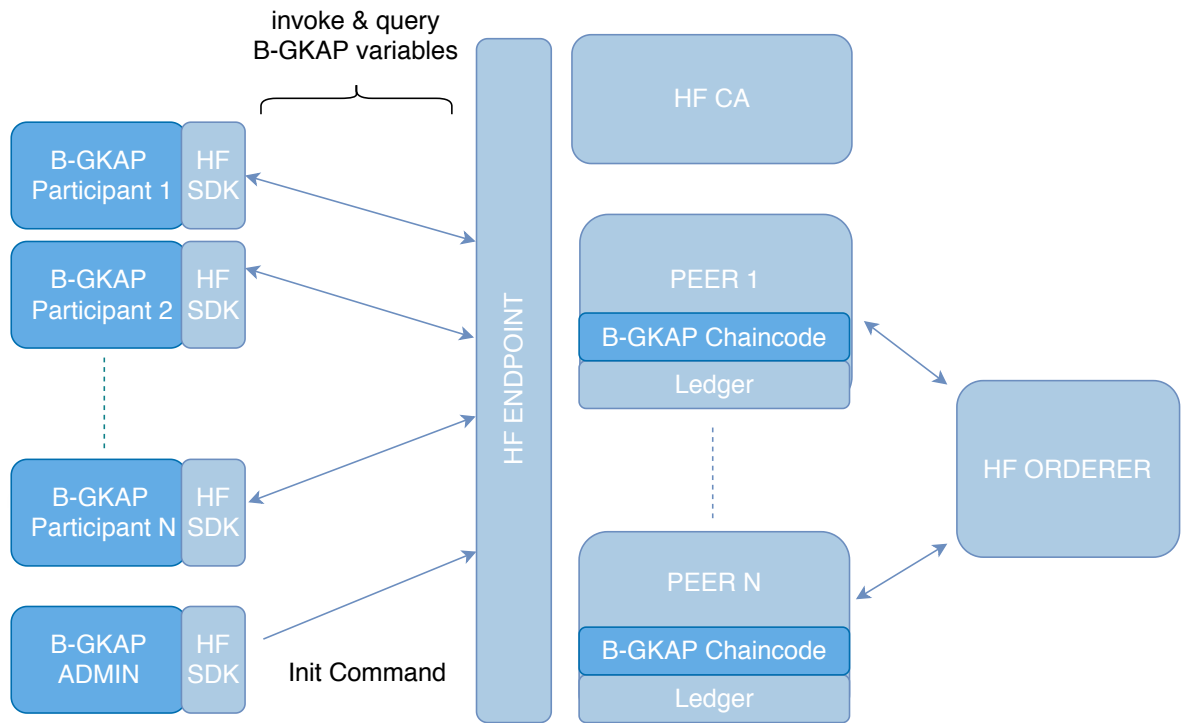 invoke & query
B-GKAP variables
B-GKAP
Participant 1
HF
SDK
B-GKAP
Participant 2
HF
SDK
B-GKAP
Participant N
HF
SDK
B-GKAP
ADMIN
HF
SDK
Init Command
HF ENDPOINT
HF CA
PEER 1
B-GKAP Chaincode
Ledger
PEER N
B-GKAP Chaincode
Ledger
HF ORDERER